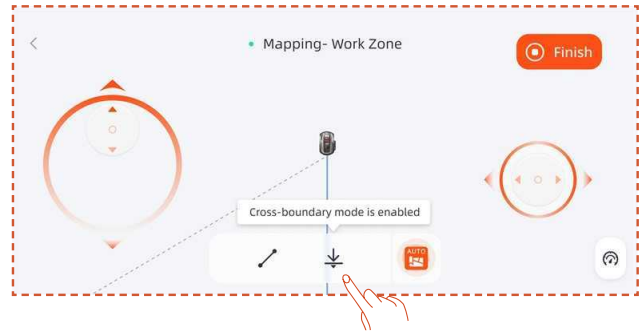 Mapping- Work Zone
Finish
Cross-boundary mode is enabled
AUTO